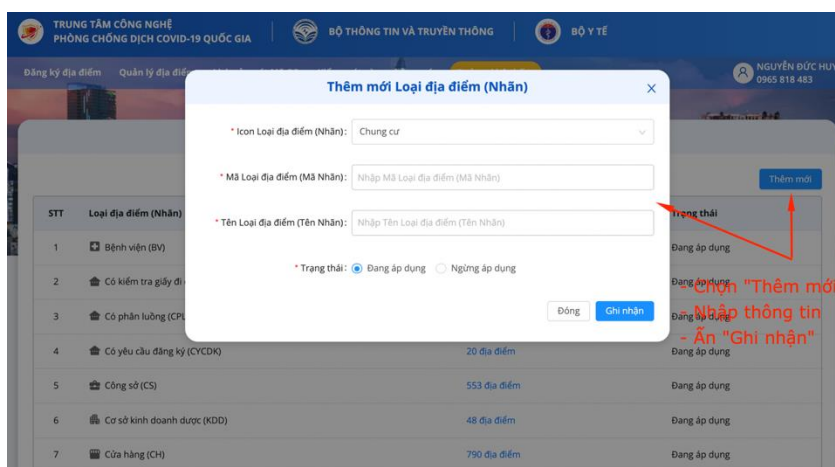 TRUNG TÂM CÔNG NGHỆ
PHÒNG CHỐNG DỊCH COVID-19 QUỐC GIA
BỘ THÔNG TIN VÀ TRUYỀN THÔNG
BỘ Y TẾ
Đăng ký địa điểm Quản lý địa
NGUYỄN ĐỨC HUY
0965 818 483
Thêm mới Loại địa điểm (Nhãn)
* Icon Loại địa điểm (Nhãn): Chung cư
* Mã Loại địa điểm (Mã Nhãn): Nhập Mã Loại địa điểm (Mã Nhãn)
* Tên Loại địa điểm (Tên Nhãn): Nhập Tên Loại địa điểm (Tên Nhãn)
* Trạng thái: Đang áp dụng Ngừng áp dụng
Đóng Ghi nhận
Thêm mới
STT Loại địa điểm (Nhãn) Trạng thái
1 Bệnh viện (BV) Đang áp dụng
2 Có kiểm tra giấy đi Đang áp dụng
3 Có phân luồng (CPL Đang áp dụng
4 Có yêu cầu đăng ký (CYCDK) 20 địa điểm Đang áp dụng
5 Công sở (CS) 553 địa điểm Đang áp dụng
6 Cơ sở kinh doanh dược (KDD) 48 địa điểm Đang áp dụng
7 Cửa hàng (CH) 790 địa điểm Đang áp dụng
- Chọn "Thêm mới
- Nhập thông tin
- Ấn "Ghi nhận"